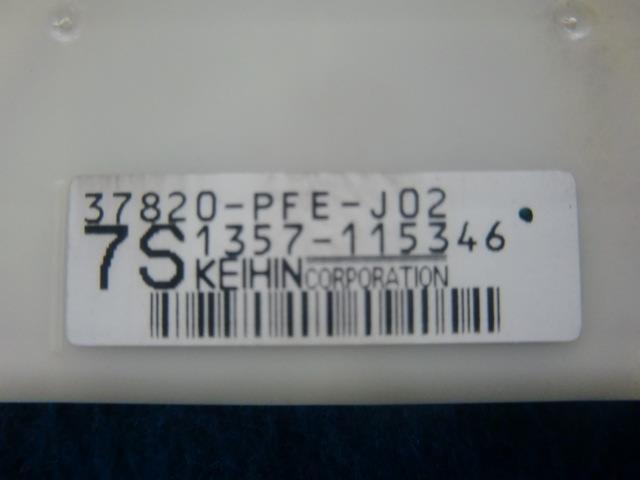 37820-PFE-J02
7S 1357-115346
KEIHIN CORPORATION